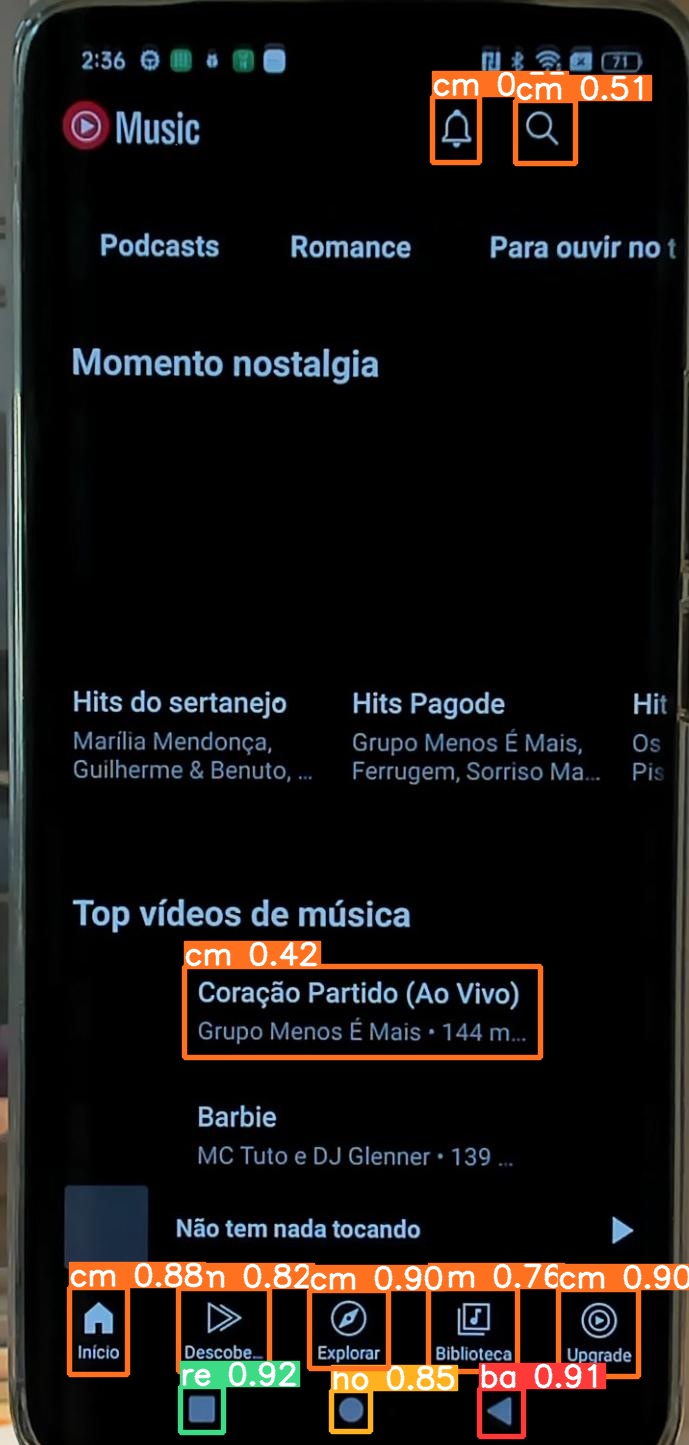 2:36
71
cm 0
cm 0.51
Music
Podcasts
Romance
Para ouvir no t
Momento nostalgia
Hits do sertanejo
Marília Mendonça,
Guilherme & Benuto, ...
Hits Pagode
Grupo Menos É Mais,
Ferrugem, Sorriso Ma...
Hit
Os
Pis
Top vídeos de música
cm 0.42
Coração Partido (Ao Vivo)
Grupo Menos É Mais • 144 m...
Barbie
MC Tuto e DJ Glenner • 139 ...
Não tem nada tocando
cm 0.88
0.82
cm 0.90
m 0.76
cm 0.90
Início
Descobe...
Explorar
Biblioteca
Upgrade
re 0.92
no 0.85
ba 0.91